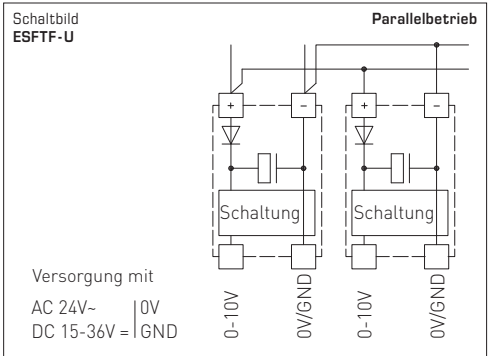 Schaltbild
ESFTF-U
Parallelbetrieb
+ − + −
Schaltung Schaltung
Versorgung mit
AC 24V~ | 0V
DC 15-36V = | GND
0-10V
0V/GND
0-10V
0V/GND